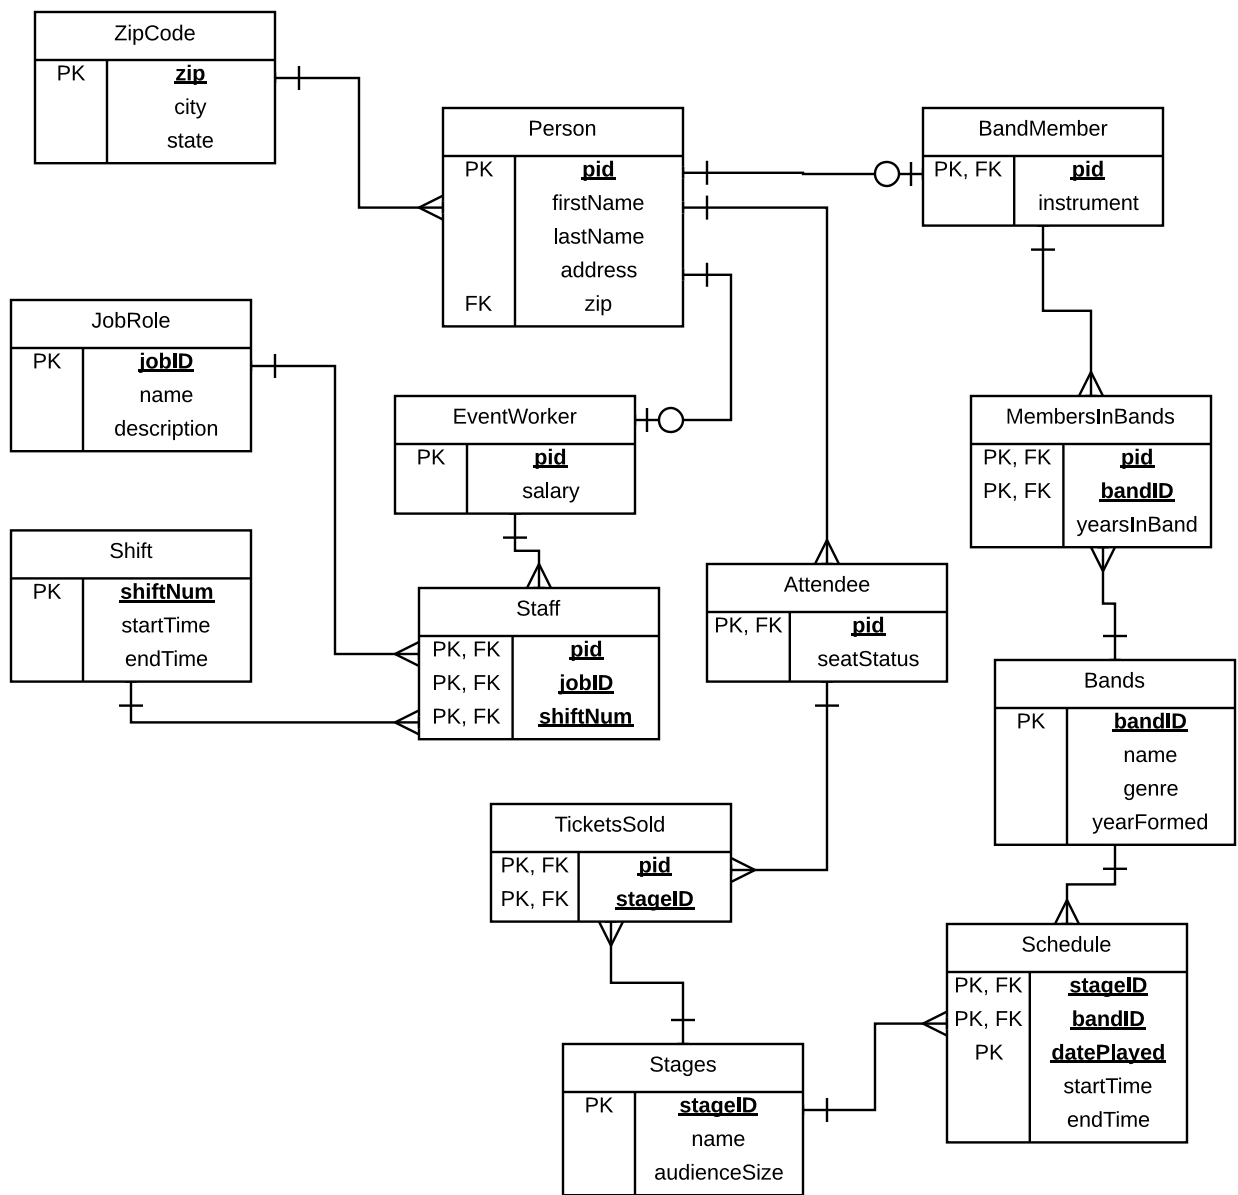 ZipCode
PK zip
city
state
Person
PK pid
firstName
lastName
address
FK zip
BandMember
PK, FK pid
instrument
JobRole
PK jobID
name
description
EventWorker
PK pid
salary
MembersInBands
PK, FK pid
PK, FK bandID
yearsInBand
Shift
PK shiftNum
startTime
endTime
Staff
PK, FK pid
PK, FK jobID
PK, FK shiftNum
Attendee
PK, FK pid
seatStatus
Bands
PK bandID
name
genre
yearFormed
TicketsSold
PK, FK pid
PK, FK stageID
Schedule
PK, FK stageID
PK, FK bandID
PK datePlayed
startTime
endTime
Stages
PK stageID
name
audienceSize